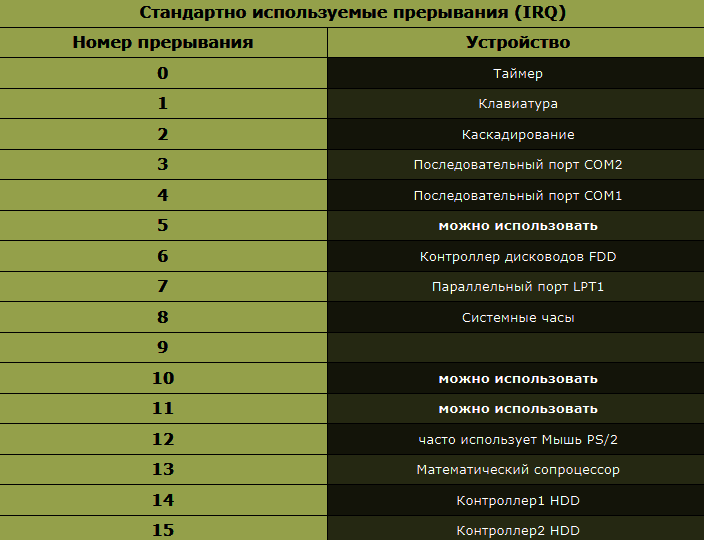 Стандартно используемые прерывания (IRQ)
Номер прерывания Устройство
0 Таймер
1 Клавиатура
2 Каскадирование
3 Последовательный порт COM2
4 Последовательный порт COM1
5 можно использовать
6 Контроллер дисководов FDD
7 Параллельный порт LPT1
8 Системные часы
9
10 можно использовать
11 можно использовать
12 часто использует Мышь PS/2
13 Математический сопроцессор
14 Контроллер1 HDD
15 Контроллер2 HDD